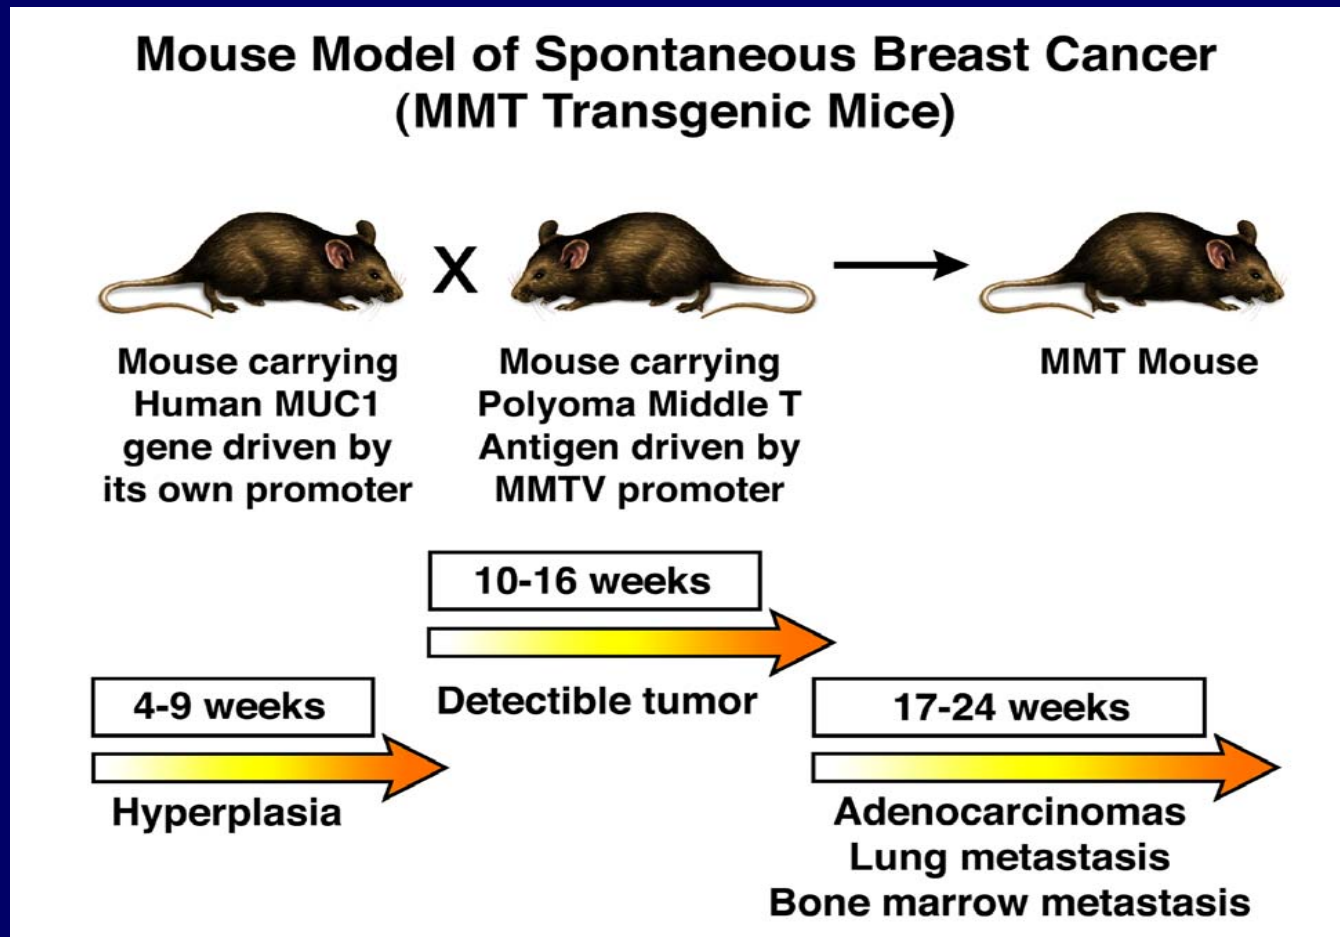 Mouse Model of Spontaneous Breast Cancer
(MMT Transgenic Mice)
X
Mouse carrying
Human MUC1
gene driven by
its own promoter
Mouse carrying
Polyoma Middle T
Antigen driven by
MMTV promoter
MMT Mouse
4-9 weeks
Hyperplasia
10-16 weeks
Detectible tumor
17-24 weeks
Adenocarcinomas
Lung metastasis
Bone marrow metastasis